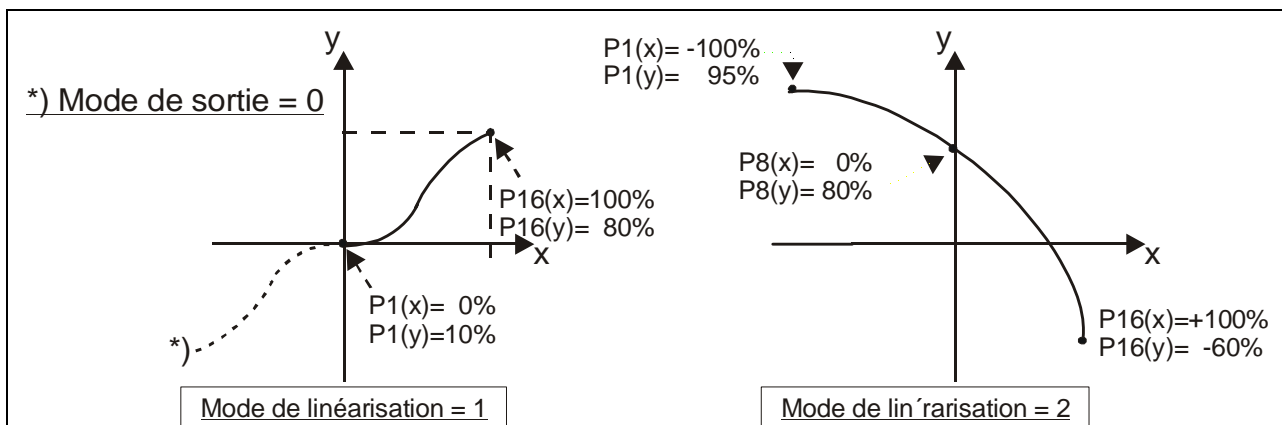 y
*) Mode de sortie = 0
P16(x)=100%
P16(y)= 80%
x
P1(x)= 0%
P1(y)=10%
*)
Mode de linéarisation = 1
P1(x)= -100%
P1(y)= 95%
y
P8(x)= 0%
P8(y)= 80%
x
P16(x)=+100%
P16(y)= -60%
Mode de lin´rarisation = 2